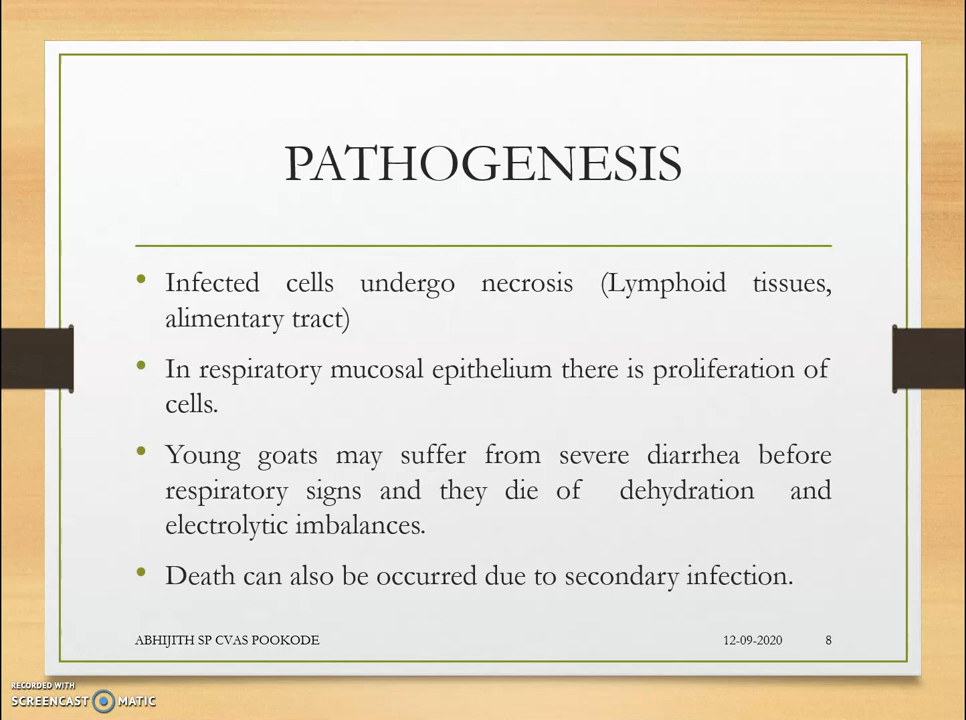 PATHOGENESIS
• Infected cells undergo necrosis (Lymphoid tissues,
alimentary tract)
• In respiratory mucosal epithelium there is proliferation of
cells.
• Young goats may suffer from severe diarrhea before
respiratory signs and they die of dehydration and
electrolytic imbalances.
• Death can also be occurred due to secondary infection.
ABHIJITH SP CVAS POOKODE 12-09-2020 8
RECORDED WITH
SCREENCAST MATIC